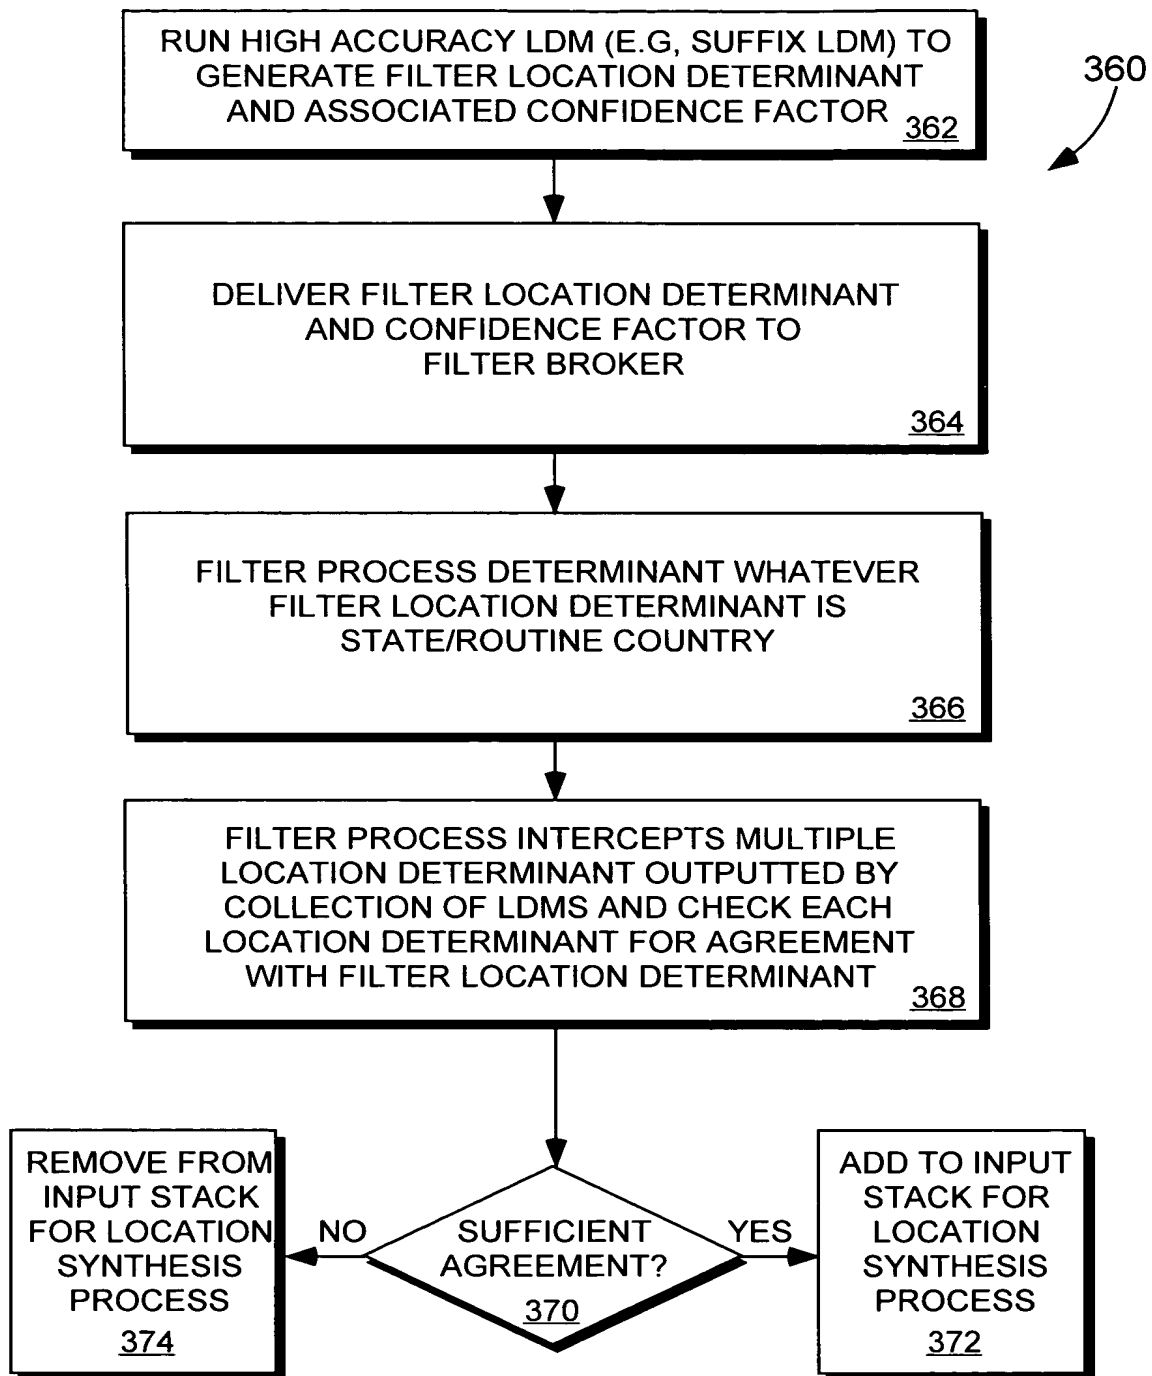 RUN HIGH ACCURACY LDM (E.G, SUFFIX LDM) TO
GENERATE FILTER LOCATION DETERMINANT
AND ASSOCIATED CONFIDENCE FACTOR
362
360
DELIVER FILTER LOCATION DETERMINANT
AND CONFIDENCE FACTOR TO
FILTER BROKER
364
FILTER PROCESS DETERMINANT WHATEVER
FILTER LOCATION DETERMINANT IS
STATE/ROUTINE COUNTRY
366
FILTER PROCESS INTERCEPTS MULTIPLE
LOCATION DETERMINANT OUTPUTTED BY
COLLECTION OF LDMS AND CHECK EACH
LOCATION DETERMINANT FOR AGREEMENT
WITH FILTER LOCATION DETERMINANT
368
REMOVE FROM
INPUT STACK
FOR LOCATION
SYNTHESIS
PROCESS
374
NO
SUFFICIENT
AGREEMENT?
370
YES
ADD TO INPUT
STACK FOR
LOCATION
SYNTHESIS
PROCESS
372